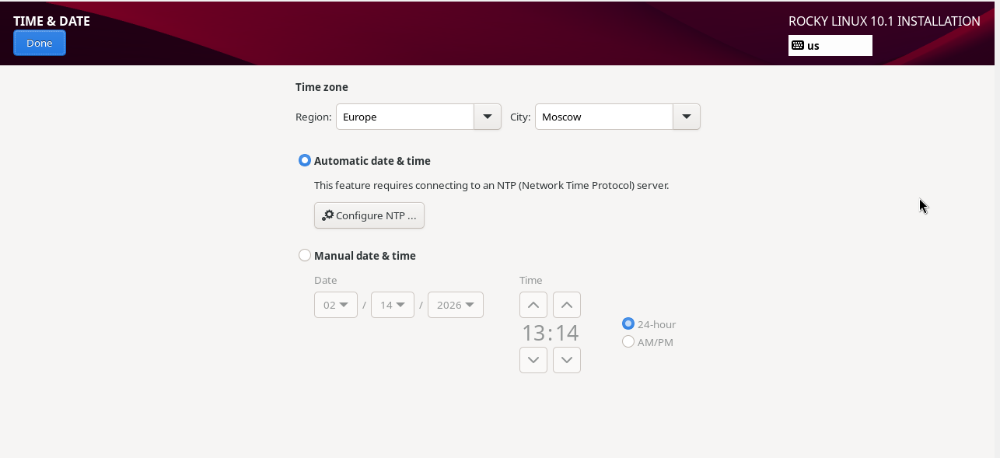 TIME & DATE
ROCKY LINUX 10.1 INSTALLATION
Done
us
Time zone
Region: Europe City: Moscow
Automatic date & time
This feature requires connecting to an NTP (Network Time Protocol) server.
Configure NTP ...
Manual date & time
Date Time
02 / 14 / 2026
13:14
24-hour
AM/PM